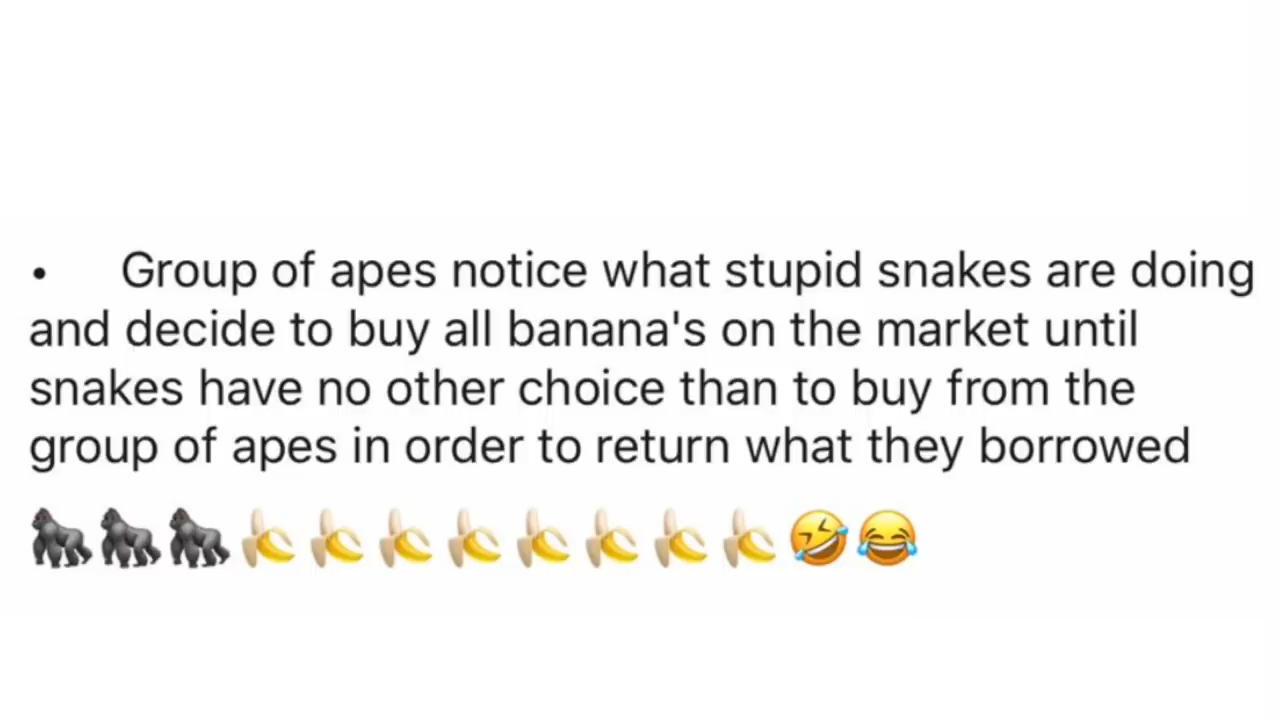 • Group of apes notice what stupid snakes are doing
and decide to buy all banana's on the market until
snakes have no other choice than to buy from the
group of apes in order to return what they borrowed
🦍🦍🦍🍌🍌🍌🍌🍌🍌🍌🍌🤣😂